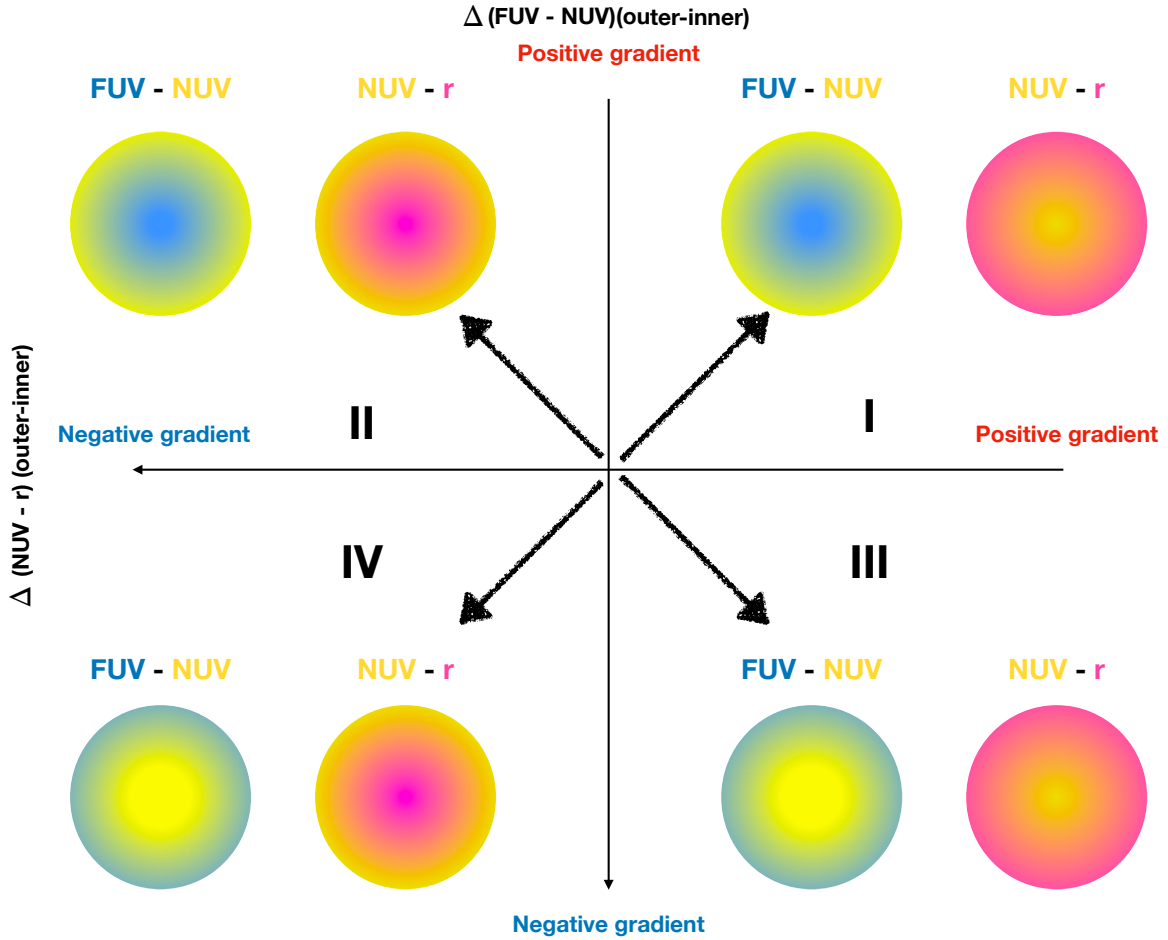 Δ (FUV - NUV)(outer-inner)
Positive gradient
FUV - NUV
NUV - r
FUV - NUV
NUV - r
Δ (NUV - r) (outer-inner)
Negative gradient
II
I
Positive gradient
IV
III
FUV - NUV
NUV - r
FUV - NUV
NUV - r
Negative gradient